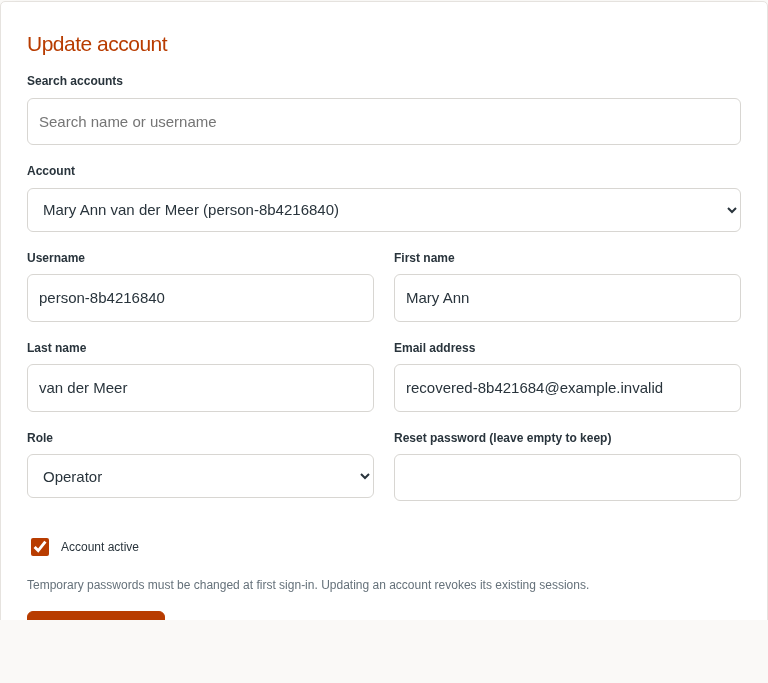 Update account
Search accounts
Search name or username
Account
Mary Ann van der Meer (person-8b4216840)
Username
First name
person-8b4216840
Mary Ann
Last name
Email address
van der Meer
recovered-8b421684@example.invalid
Role
Reset password (leave empty to keep)
Operator
Account active
Temporary passwords must be changed at first sign-in. Updating an account revokes its existing sessions.